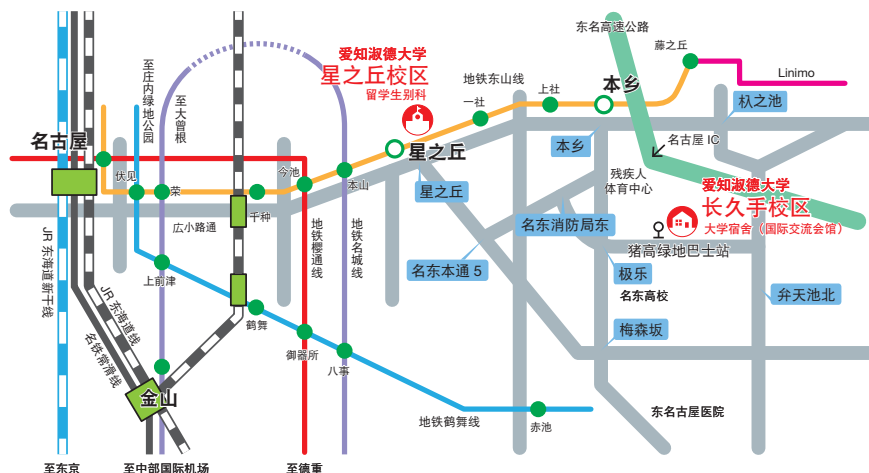 东名高速公路
藤之丘
爱知淑德大学
星之丘校区
留学生别科
地铁东山线
Linimo
本乡
上社
一社
杁之池
至庄内绿地公园
至大曾根
名古屋
星之丘
本乡
名古屋 IC
伏见
今池
残疾人
体育中心
荣
本山
星之丘
爱知淑德大学
长久手校区
大学宿舍（国际交流会馆）
千种
広小路通
名东消防局东
猪高绿地巴士站
JR 东海道新干线
地铁樱通线
地铁名城线
名东本通 5
极乐
上前津
JR 东海道线
名铁常滑线
名东高校
弁天池北
鹤舞
梅森坂
御器所
八事
金山
地铁鹤舞线
赤池
东名古屋医院
至东京
至中部国际机场
至德重